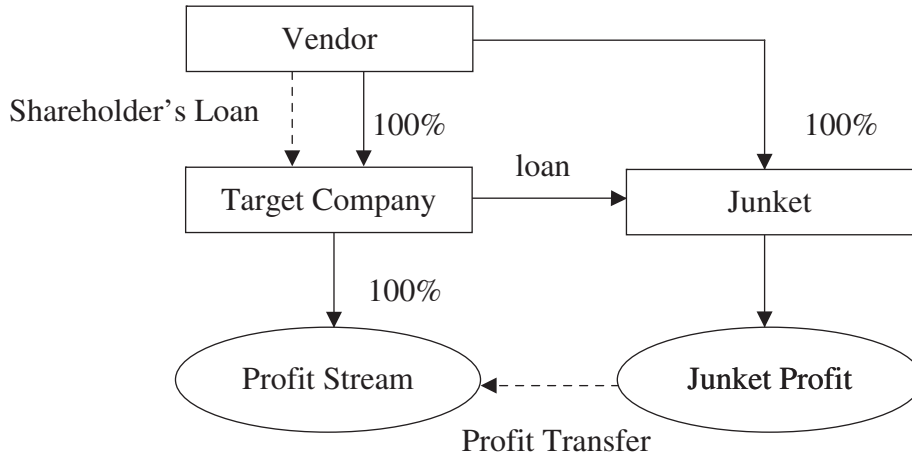 Vendor
Shareholder’s Loan
100%
100%
loan
Target Company
Junket
100%
Profit Stream
Junket Profit
Profit Transfer